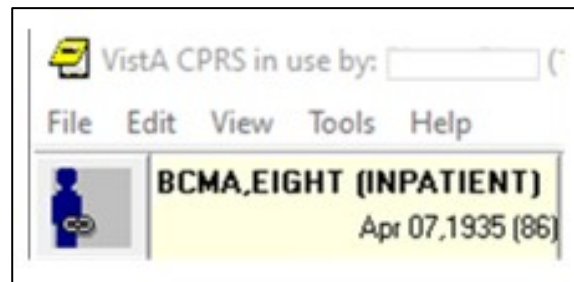 VistA CPRS in use by: (
File Edit View Tools Help
BCMA,EIGHT (INPATIENT)
Apr 07,1935 (86)